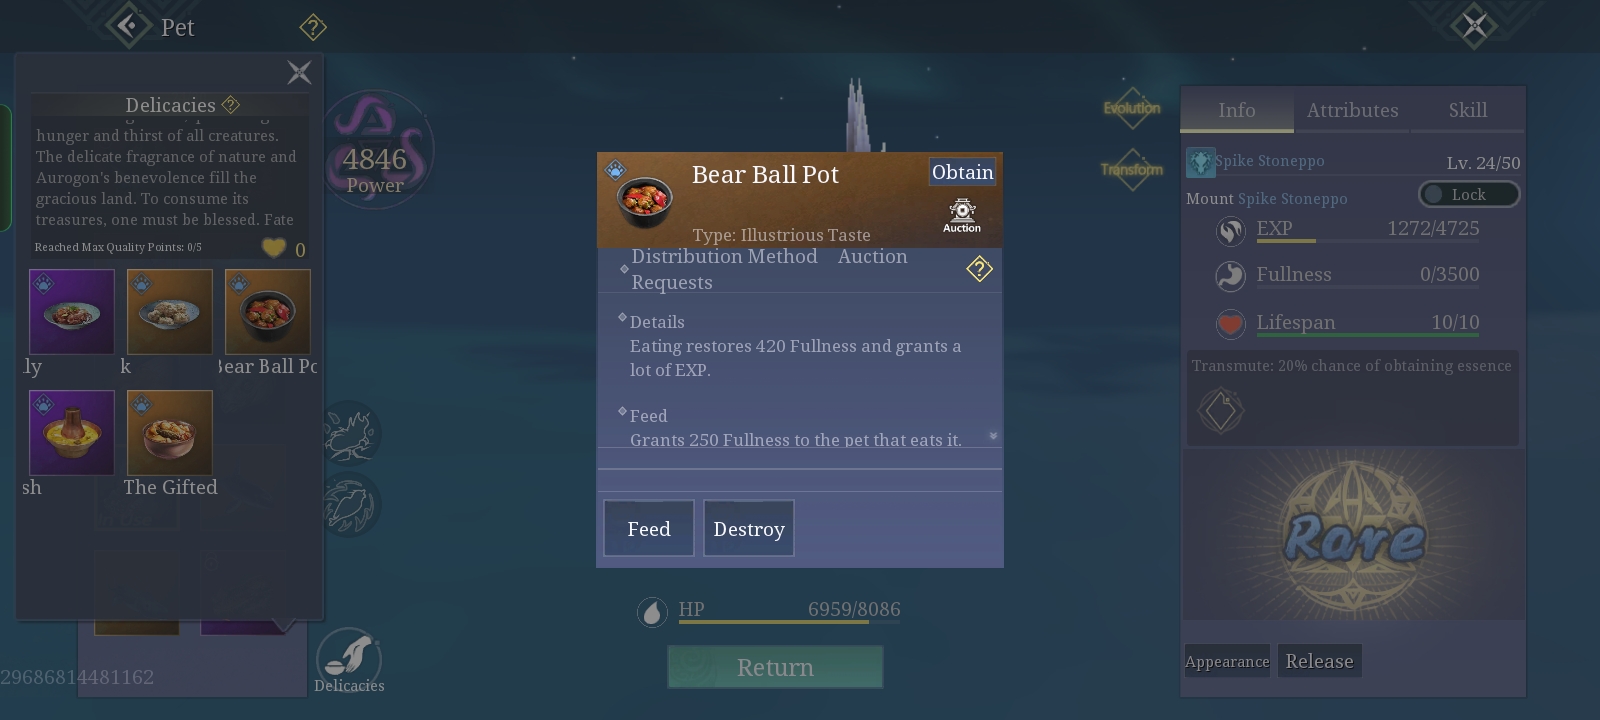 Pet
Delicacies
hunger and thirst of all creatures.
The delicate fragrance of nature and
Aurogon's benevolence fill the
gracious land. To consume its
treasures, one must be blessed. Fate
Reached Max Quality Points: 0/5
0
ly
k
Bear Ball Po
sh
The Gifted
29686814481162
4846
Power
Delicacies
Bear Ball Pot
Obtain
Auction
Type: Illustrious Taste
Distribution Method Auction
Requests
Details
Eating restores 420 Fullness and grants a
lot of EXP.
Feed
Grants 250 Fullness to the pet that eats it.
Feed
Destroy
HP 6959/8086
Return
Evolution
Transform
Info
Attributes
Skill
Spike Stoneppo
Lv. 24/50
Mount Spike Stoneppo
Lock
EXP 1272/4725
Fullness 0/3500
Lifespan 10/10
Transmute: 20% chance of obtaining essence
Rare
Appearance
Release